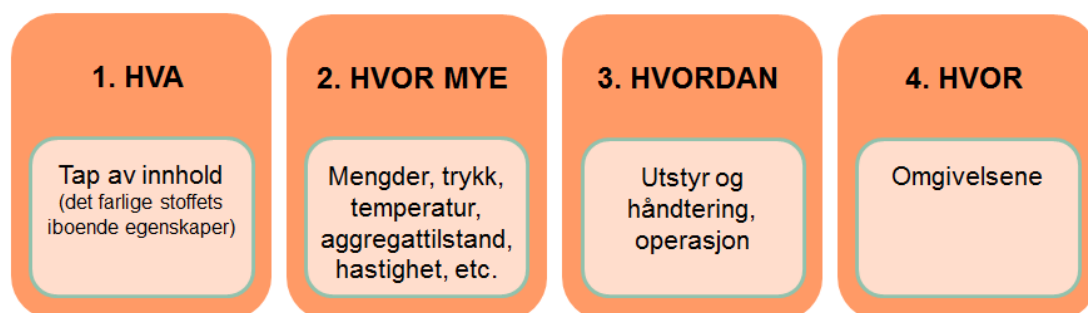 1. HVA
Tap av innhold
(det farlige stoffets
iboende egenskaper)
2. HVOR MYE
Mengder, trykk,
temperatur,
aggregattilstand,
hastighet, etc.
3. HVORDAN
Utstyr og
håndtering,
operasjon
4. HVOR
Omgivelsene